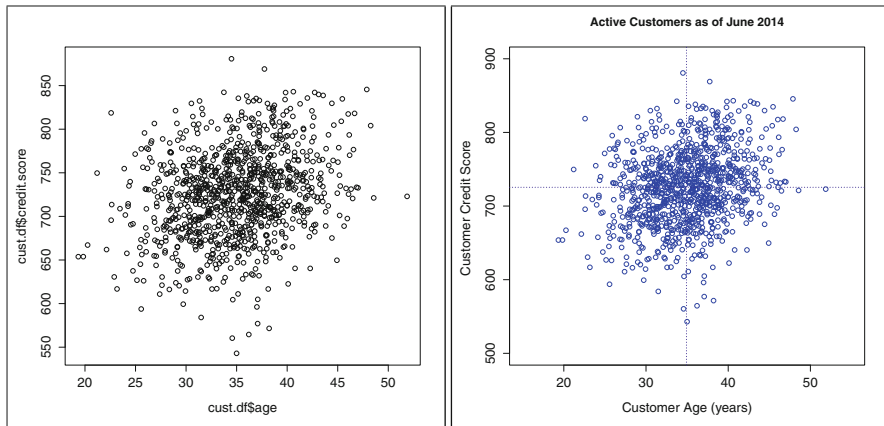 cust.df$credit.score
850
800
750
700
650
600
550
20 25 30 35 40 45 50
cust.df$age
Active Customers as of June 2014
Customer Credit Score
900
800
700
600
500
20 30 40 50
Customer Age (years)